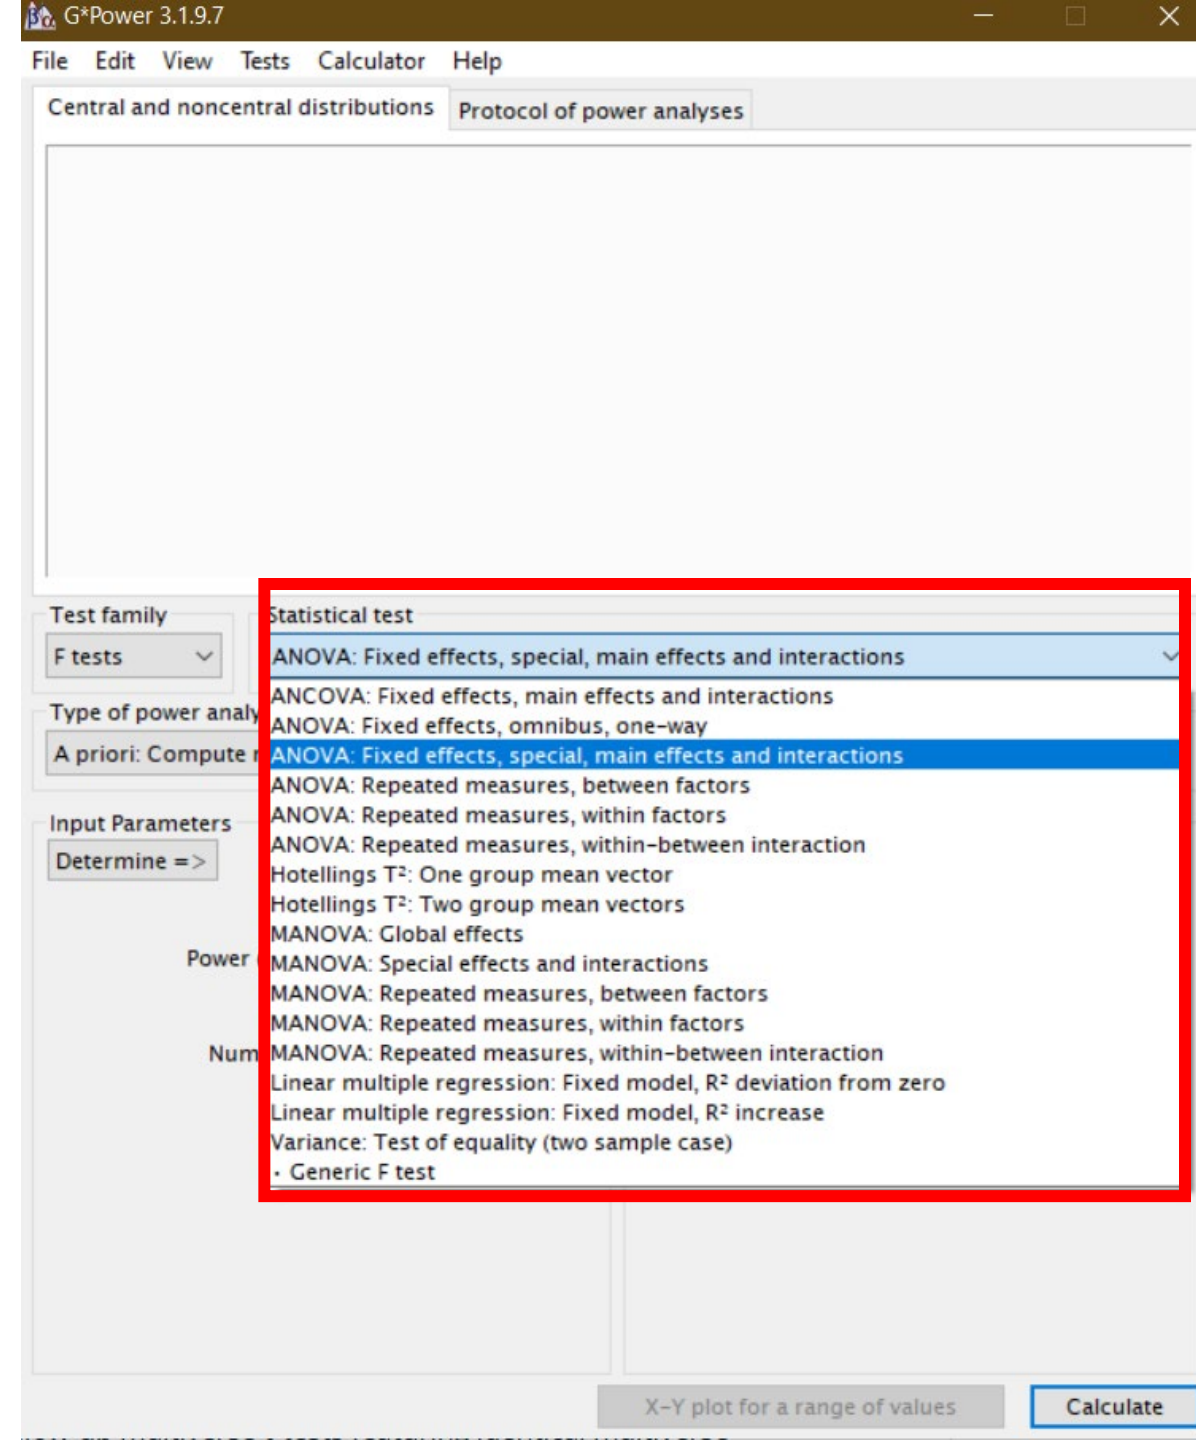 G*Power 3.1.9.7
File Edit View Tests Calculator Help
Central and noncentral distributions Protocol of power analyses
Test family Statistical test
F tests ANOVA: Fixed effects, special, main effects and interactions
ANCOVA: Fixed effects, main effects and interactions
Type of power analy
ANOVA: Fixed effects, omnibus, one-way
A priori: Compute r ANOVA: Fixed effects, special, main effects and interactions
ANOVA: Repeated measures, between factors
Input Parameters ANOVA: Repeated measures, within factors
ANOVA: Repeated measures, within-between interaction
Determine =>
Hotellings T²: One group mean vector
Hotellings T²: Two group mean vectors
MANOVA: Global effects
Power ( MANOVA: Special effects and interactions
MANOVA: Repeated measures, between factors
MANOVA: Repeated measures, within factors
Num MANOVA: Repeated measures, within-between interaction
Linear multiple regression: Fixed model, R² deviation from zero
Linear multiple regression: Fixed model, R² increase
Variance: Test of equality (two sample case)
· Generic F test
X-Y plot for a range of values Calculate